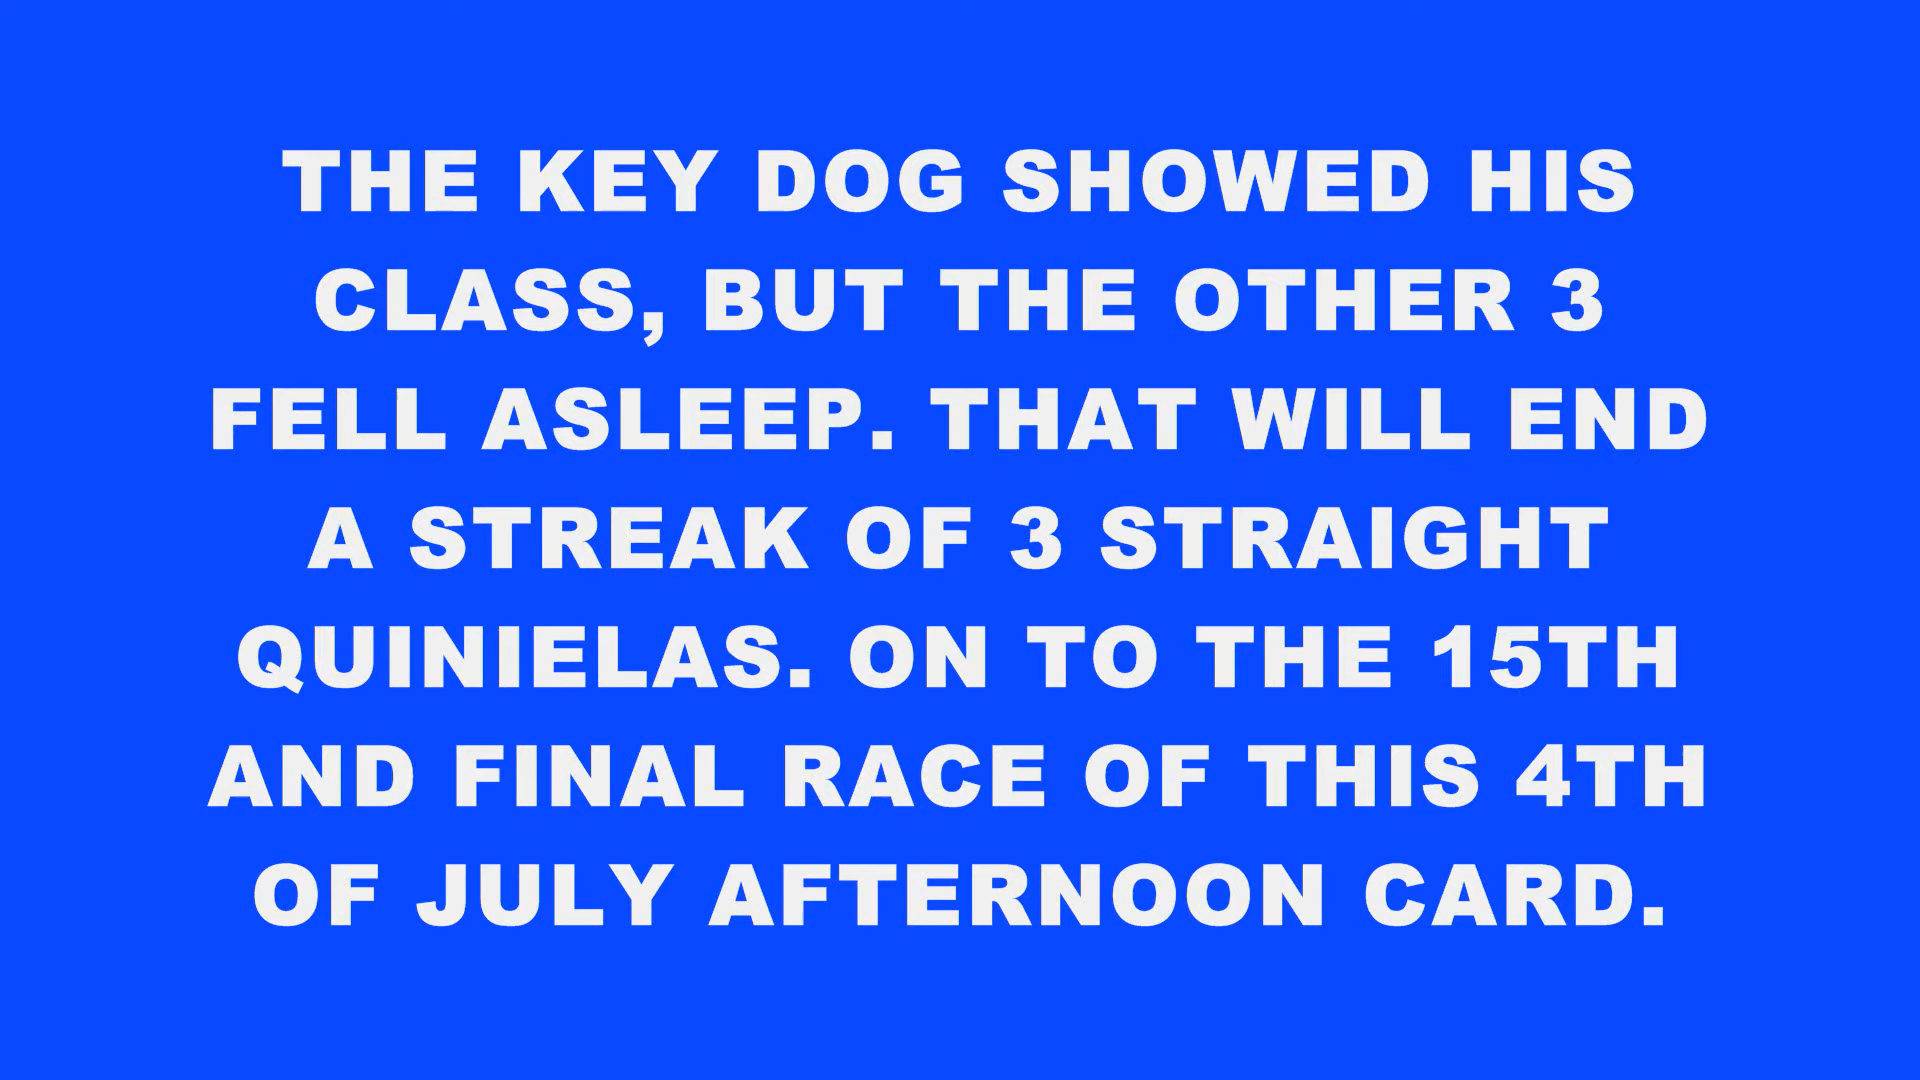 THE KEY DOG SHOWED HIS
CLASS, BUT THE OTHER 3
FELL ASLEEP. THAT WILL END
A STREAK OF 3 STRAIGHT
QUINIELAS. ON TO THE 15TH
AND FINAL RACE OF THIS 4TH
OF JULY AFTERNOON CARD.